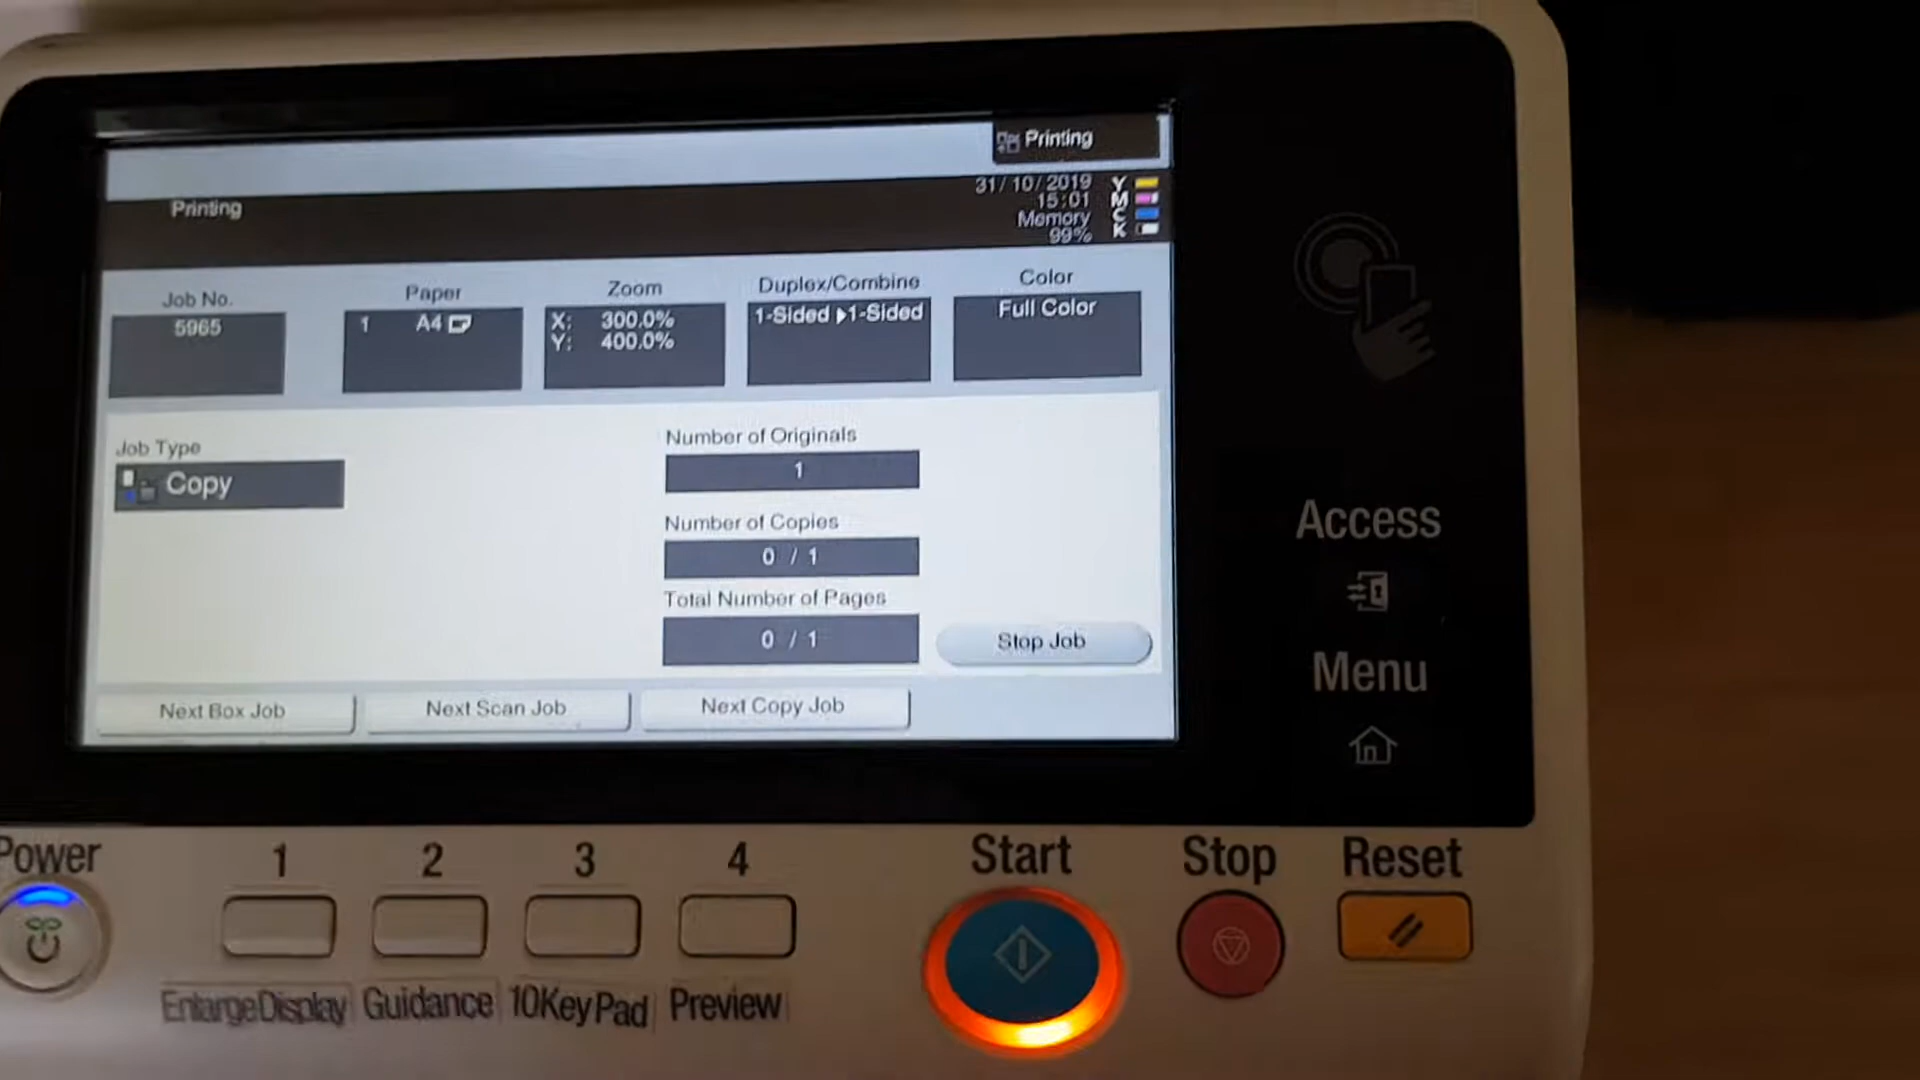 Printing
Printing
31/10/2019
15:01
Memory
99%
Y
M
C
K
Job No.
5965
Paper
1 A4
Zoom
X: 300.0%
Y: 400.0%
Duplex/Combine
1-Sided ▶1-Sided
Color
Full Color
Job Type
Copy
Number of Originals
1
Number of Copies
0 / 1
Total Number of Pages
0 / 1
Stop Job
Next Box Job
Next Scan Job
Next Copy Job
Access
Menu
Power
1
2
3
4
Start
Stop
Reset
Enlarge Display
Guidance
10Key Pad
Preview